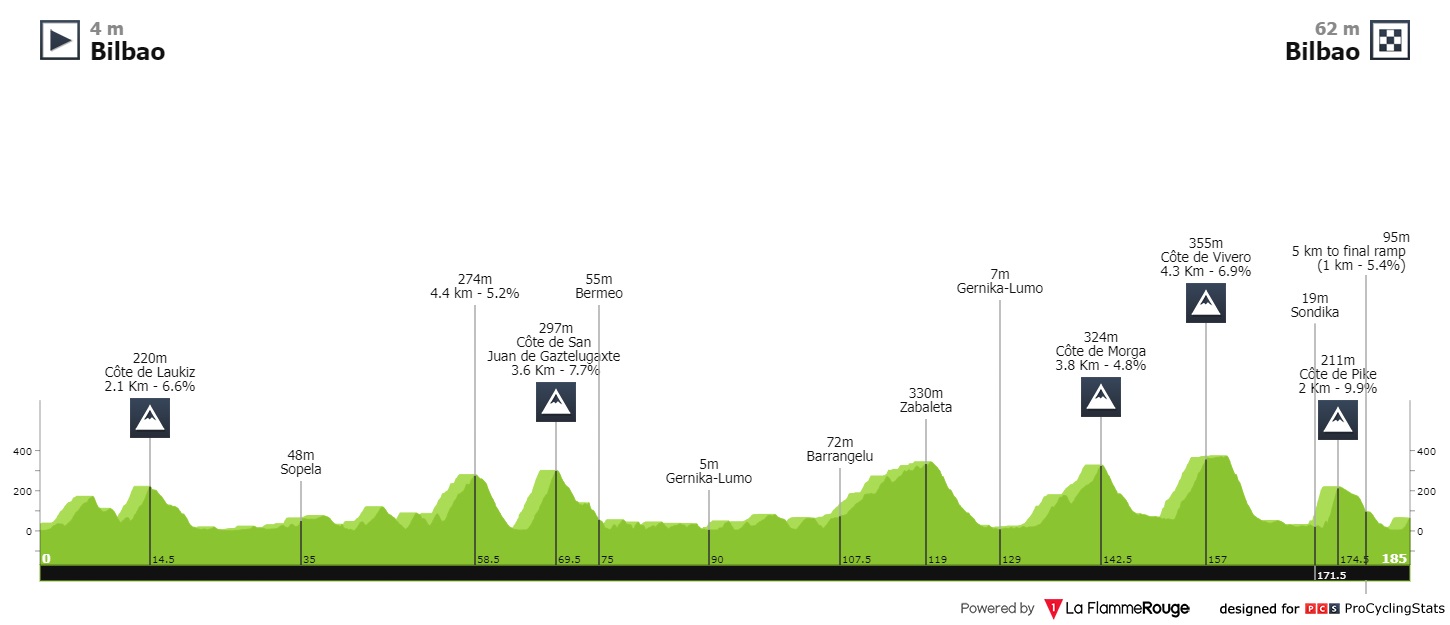 4 m
Bilbao
62 m
Bilbao
220m
Côte de Laukiz
2.1 Km - 6.6%
48m
Sopela
274m
4.4 km - 5.2%
297m
Côte de San
Juan de Gaztelugaxte
3.6 Km - 7.7%
55m
Bermeo
5m
Gernika-Lumo
72m
Barrangelu
330m
Zabaleta
7m
Gernika-Lumo
324m
Côte de Morga
3.8 Km - 4.8%
355m
Côte de Vivero
4.3 Km - 6.9%
19m
Sondika
211m
Côte de Pike
2 Km - 9.9%
95m
5 km to final ramp
(1 km - 5.4%)
400
200
0
400
200
0
0
14.5
35
58.5
69.5
75
90
107.5
119
129
142.5
157
171.5
174.5
185
Powered by 1 La FlammeRouge
designed for PCS ProCyclingStats